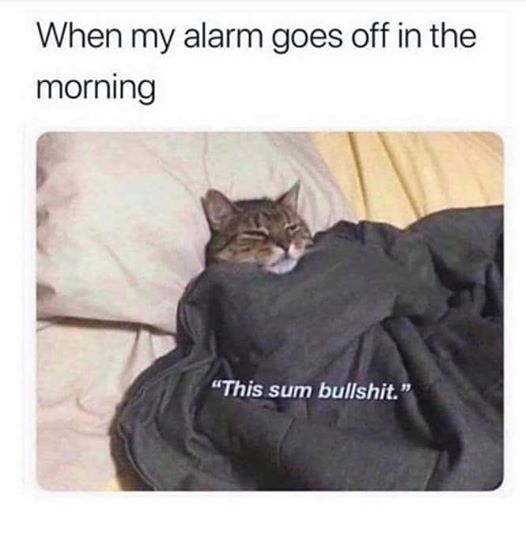 When my alarm goes off in the
morning
“This sum bullshit.”